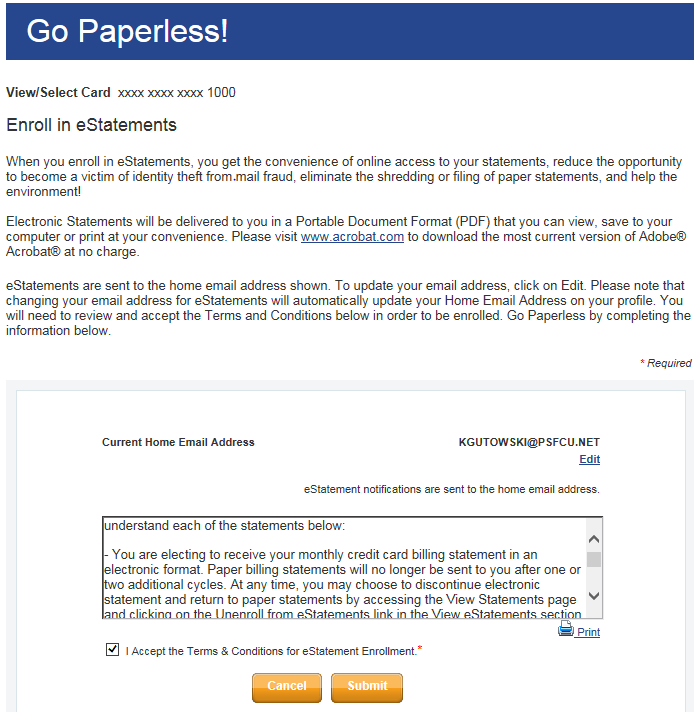 Go Paperless!
View/Select Card xxxx xxxx xxxx 1000
Enroll in eStatements
When you enroll in eStatements, you get the convenience of online access to your statements, reduce the opportunity
to become a victim of identity theft from.mail fraud, eliminate the shredding or filing of paper statements, and help the
environment!
Electronic Statements will be delivered to you in a Portable Document Format (PDF) that you can view, save to your
computer or print at your convenience. Please visit www.acrobat.com to download the most current version of Adobe®
Acrobat® at no charge.
eStatements are sent to the home email address shown. To update your email address, click on Edit. Please note that
changing your email address for eStatements will automatically update your Home Email Address on your profile. You
will need to review and accept the Terms and Conditions below in order to be enrolled. Go Paperless by completing the
information below.
* Required
Current Home Email Address KGUTOWSKI@PSFCU.NET
Edit
eStatement notifications are sent to the home email address.
understand each of the statements below:
- You are electing to receive your monthly credit card billing statement in an
electronic format. Paper billing statements will no longer be sent to you after one or
two additional cycles. At any time, you may choose to discontinue electronic
statement and return to paper statements by accessing the View Statements page
and clicking on the Unenroll from eStatements link in the View eStatements section
Print
I Accept the Terms & Conditions for eStatement Enrollment.*
Cancel Submit